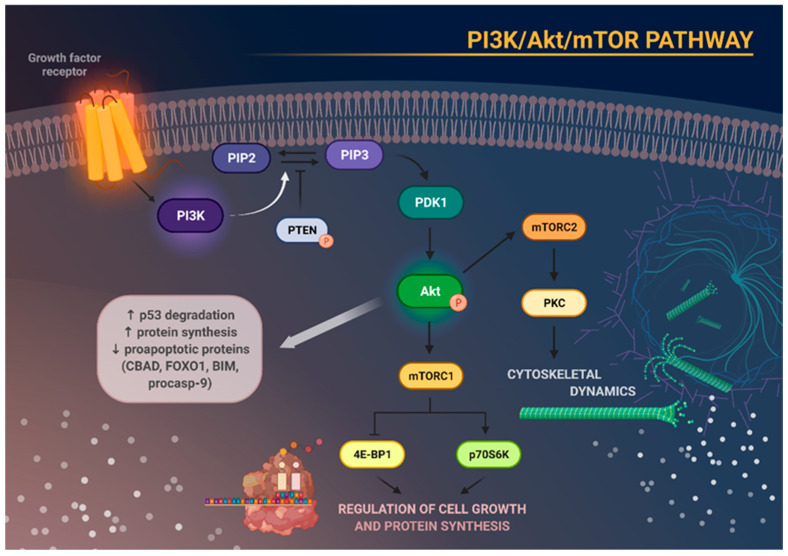 PI3K/Akt/mTOR PATHWAY
Growth factor
receptor
PIP2
PIP3
PI3K
PTEN
P
PDK1
mTORC2
Akt
P
PKC
↑ p53 degradation
↑ protein synthesis
↓ proapoptotic proteins
(CBAD, FOXO1, BIM,
procasp-9)
mTORC1
CYTOSKELETAL
DYNAMICS
4E-BP1
p70S6K
REGULATION OF CELL GROWTH
AND PROTEIN SYNTHESIS